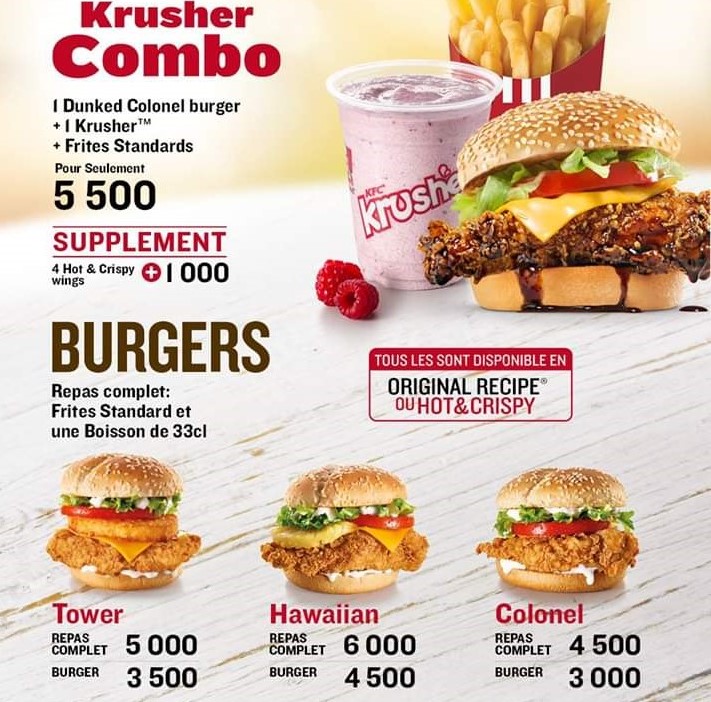 Krusher
Combo
1 Dunked Colonel burger
+ 1 Krusher™
+ Frites Standards
Pour Seulement
5 500
SUPPLEMENT
4 Hot & Crispy wings + 1 000
KFC
Krushe
BURGERS
Repas complet:
Frites Standard et
une Boisson de 33cl
TOUS LES SONT DISPONIBLE EN
ORIGINAL RECIPE®
OU HOT&CRISPY
Tower
REPAS COMPLET 5 000
BURGER 3 500
Hawaiian
REPAS COMPLET 6 000
BURGER 4 500
Colonel
REPAS COMPLET 4 500
BURGER 3 000